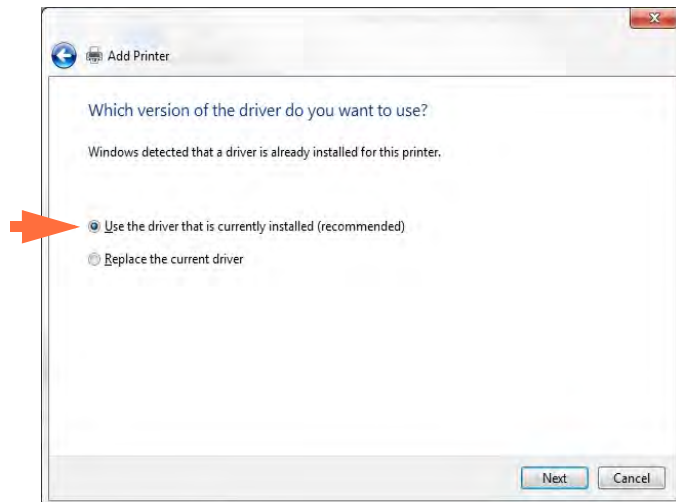 Add Printer
Which version of the driver do you want to use?
Windows detected that a driver is already installed for this printer.
Use the driver that is currently installed (recommended)
Replace the current driver
Next Cancel